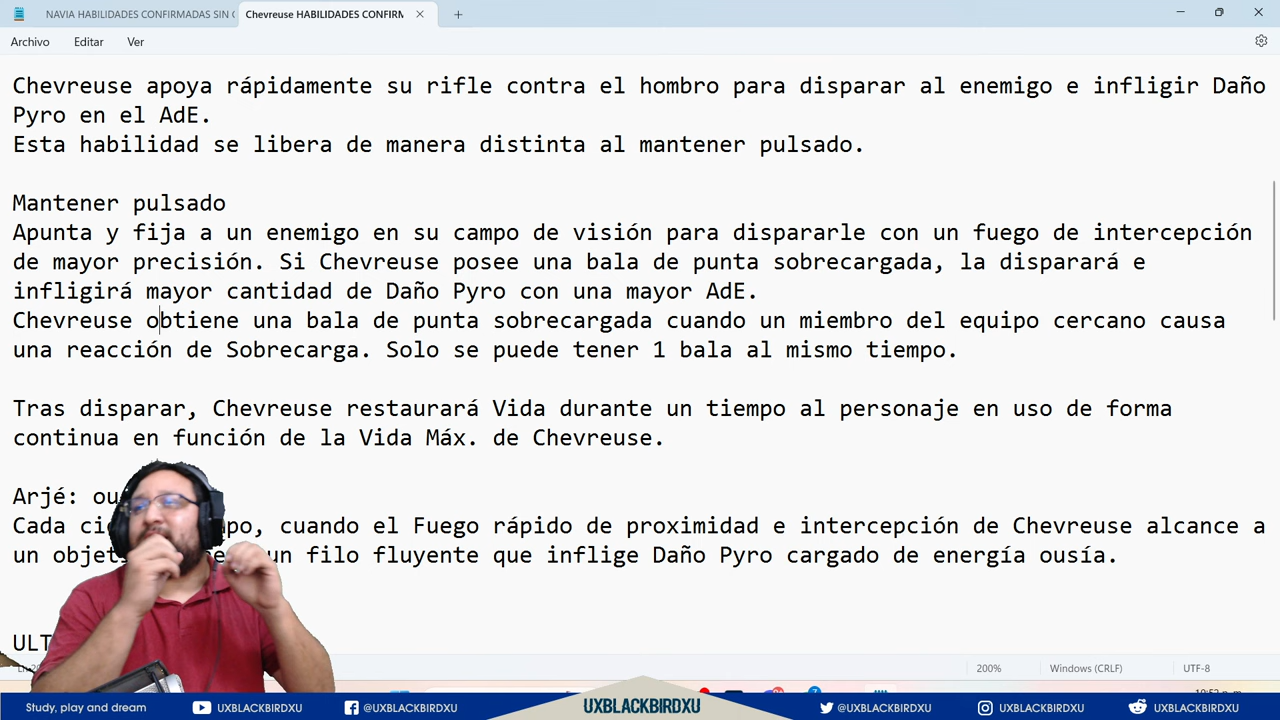 NAVIA HABILIDADES CONFIRMADAS SIN
Chevreuse HABILIDADES CONFIRM
Archivo Editar Ver
Chevreuse apoya rápidamente su rifle contra el hombro para disparar al enemigo e infligir Daño
Pyro en el AdE.
Esta habilidad se libera de manera distinta al mantener pulsado.
Mantener pulsado
Apunta y fija a un enemigo en su campo de visión para dispararle con un fuego de intercepción
de mayor precisión. Si Chevreuse posee una bala de punta sobrecargada, la disparará e
infligirá mayor cantidad de Daño Pyro con una mayor AdE.
Chevreuse obtiene una bala de punta sobrecargada cuando un miembro del equipo cercano causa
una reacción de Sobrecarga. Solo se puede tener 1 bala al mismo tiempo.
Tras disparar, Chevreuse restaurará Vida durante un tiempo al personaje en uso de forma
continua en función de la Vida Máx. de Chevreuse.
Arjé:
Cada cuando el Fuego rápido de proximidad e intercepción de Chevreuse alcance a
un un filo fluyente que inflige Daño Pyro cargado de energía ousía.
200% Windows (CRLF) UTF-8
Study, play and dream UXBLACKBIRDXU @UXBLACKBIRDXU UXBLACKBIRDXU @UXBLACKBIRDXU UXBLACKBIRDXU UXBLACKBIRDXU